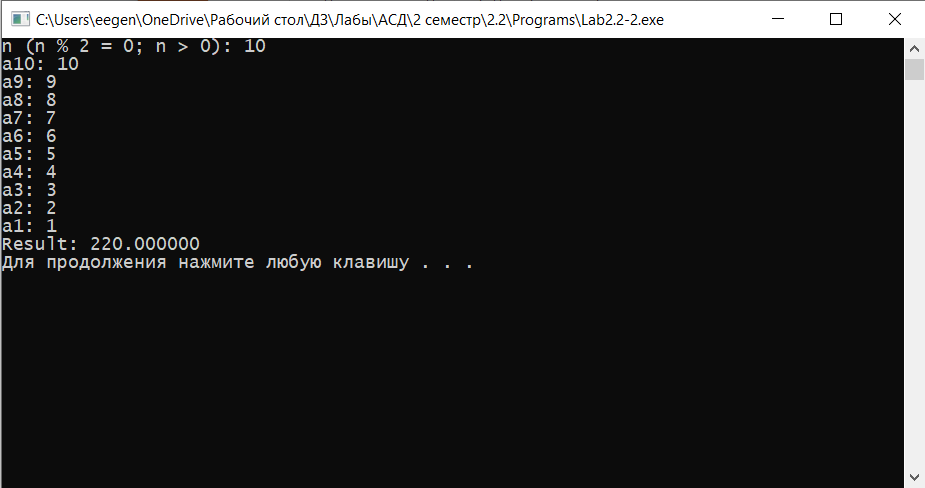 C:\Users\eegen\OneDrive\Рабочий стол\ДЗ\Лабы\АСД\2 семестр\2.2\Programs\Lab2.2-2.exe
n (n % 2 = 0; n > 0): 10
a10: 10
a9: 9
a8: 8
a7: 7
a6: 6
a5: 5
a4: 4
a3: 3
a2: 2
a1: 1
Result: 220.000000
Для продолжения нажмите любую клавишу . . .